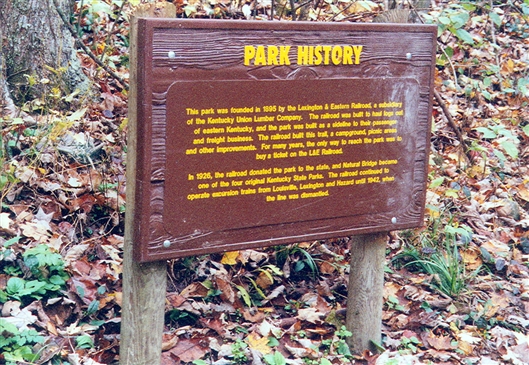 PARK HISTORY
This park was founded in 1895 by the Lexington & Eastern Railroad, a subsidiary
of the Kentucky Union Lumber Company. The railroad was built to haul logs out
of eastern Kentucky, and the park was built as a sideline to their passenger
and freight business. The railroad built this trail, a campground, picnic areas
and other improvements. For many years, the only way to reach the park was to
buy a ticket on the L&E Railroad.
In 1926, the railroad donated the park to the state, and Natural Bridge became
one of the four original Kentucky State Parks. The railroad continued to
operate excursion trains from Louisville, Lexington and Hazard until 1942, when
the line was dismantled.